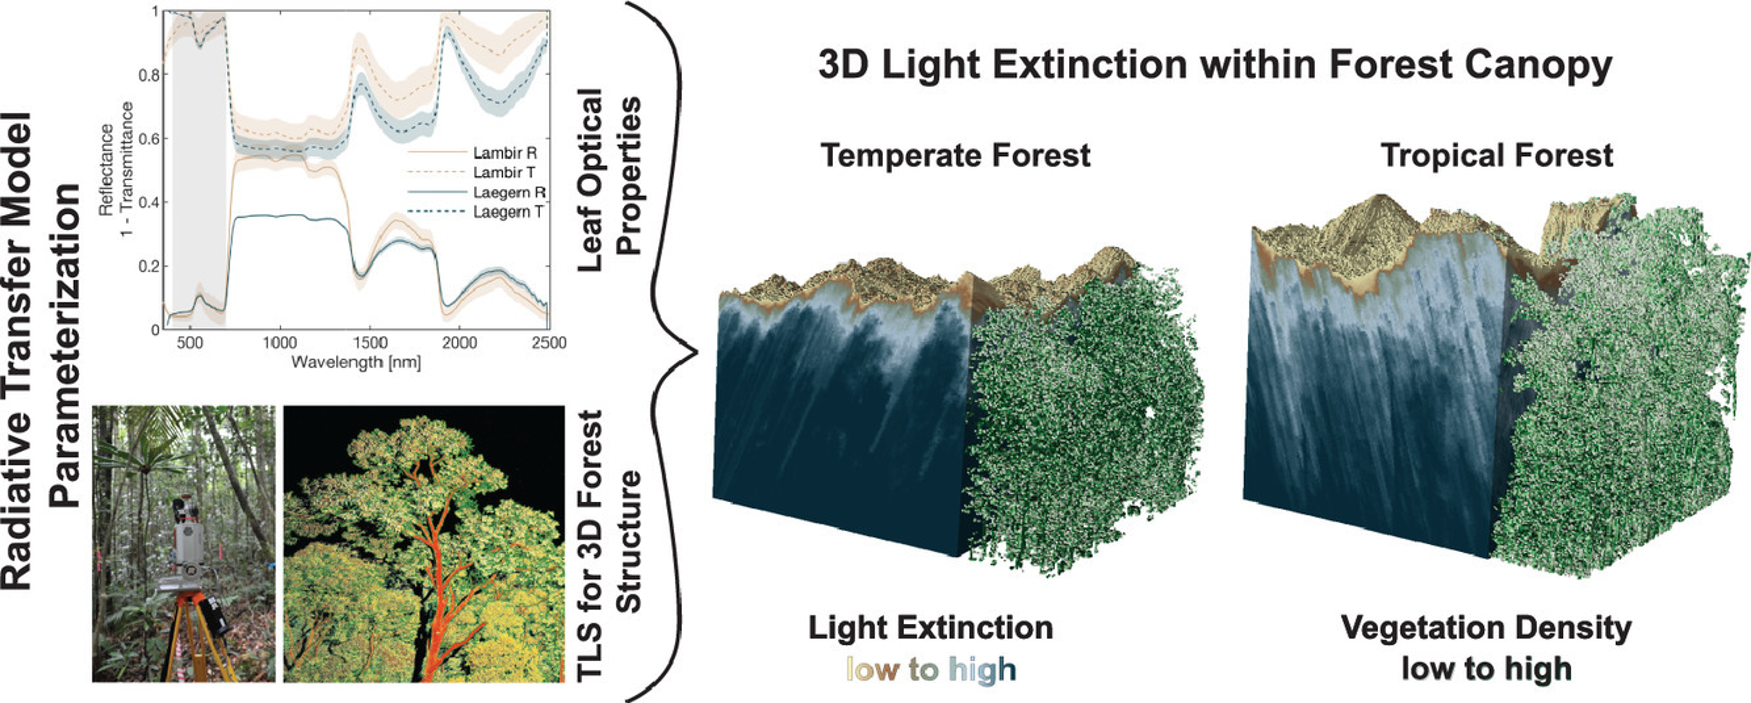 Radiative Transfer Model
Parameterization
Reflectance
1 - Transmittance
1
0.8
0.6
0.4
0.2
0
500
1000
1500
2000
2500
Wavelength [nm]
Lambir R
Lambir T
Laegern R
Laegern T
Leaf Optical
Properties
TLS for 3D Forest
Structure
3D Light Extinction within Forest Canopy
Temperate Forest
Tropical Forest
Light Extinction
low to high
Vegetation Density
low to high